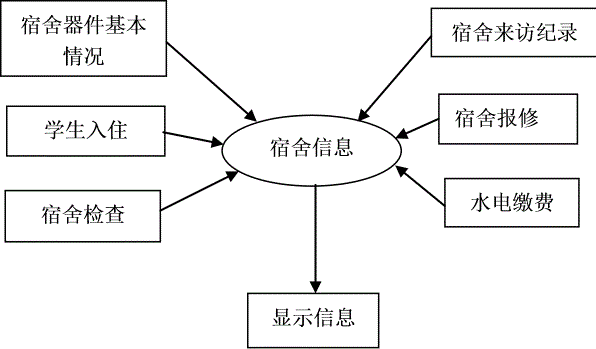 宿舍器件基本
情况
宿舍来访纪录
学生入住
宿舍报修
宿舍信息
宿舍检查
水电缴费
显示信息